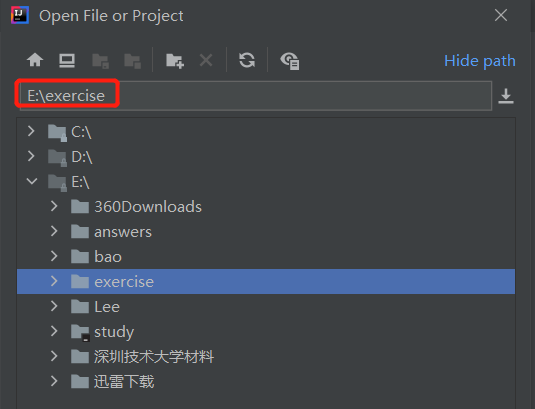 Open File or Project
Hide path
E:\exercise
C:\
D:\
E:\
360Downloads
answers
bao
exercise
Lee
study
深圳技术大学材料
迅雷下载